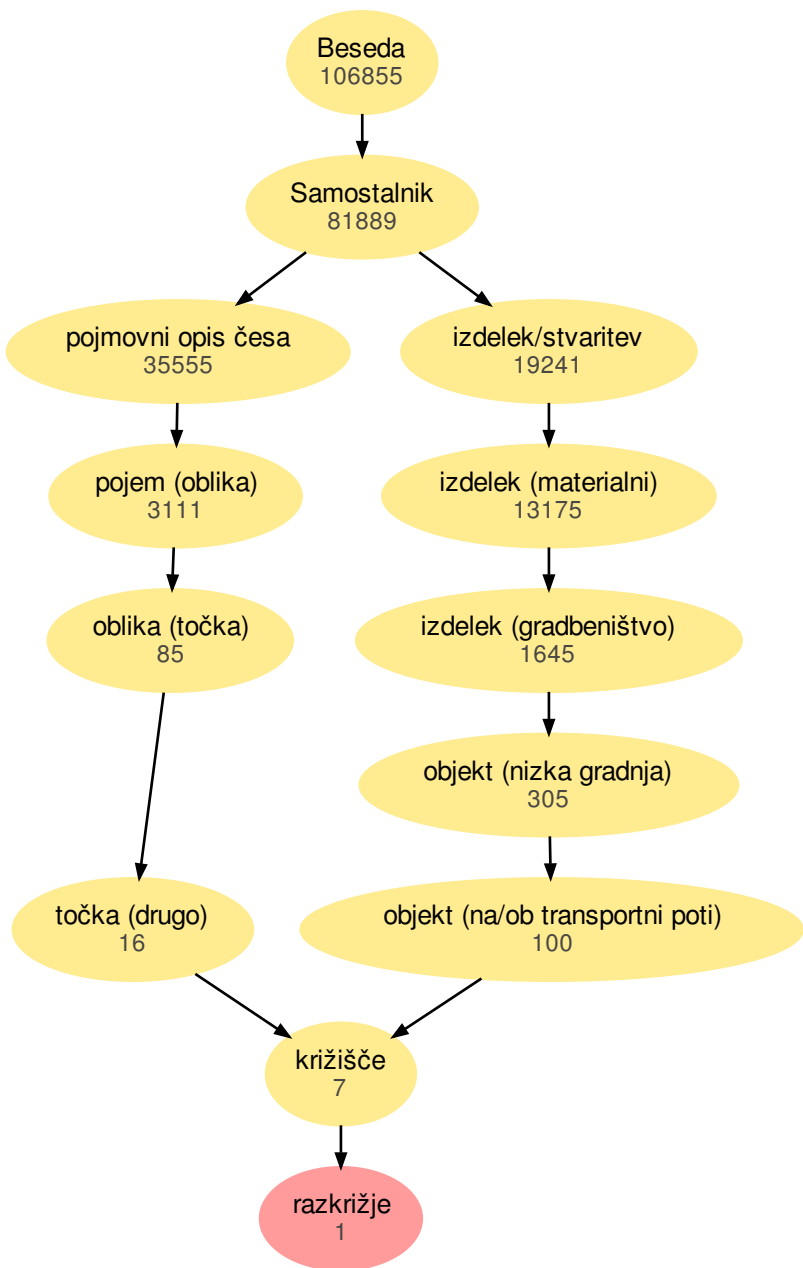 Beseda
106855
Samostalnik
81889
pojmovni opis česa
35555
izdelek/stvaritev
19241
pojem (oblika)
3111
izdelek (materialni)
13175
oblika (točka)
85
izdelek (gradbeništvo)
1645
objekt (nizka gradnja)
305
točka (drugo)
16
objekt (na/ob transportni poti)
100
križišče
7
razkrižje
1